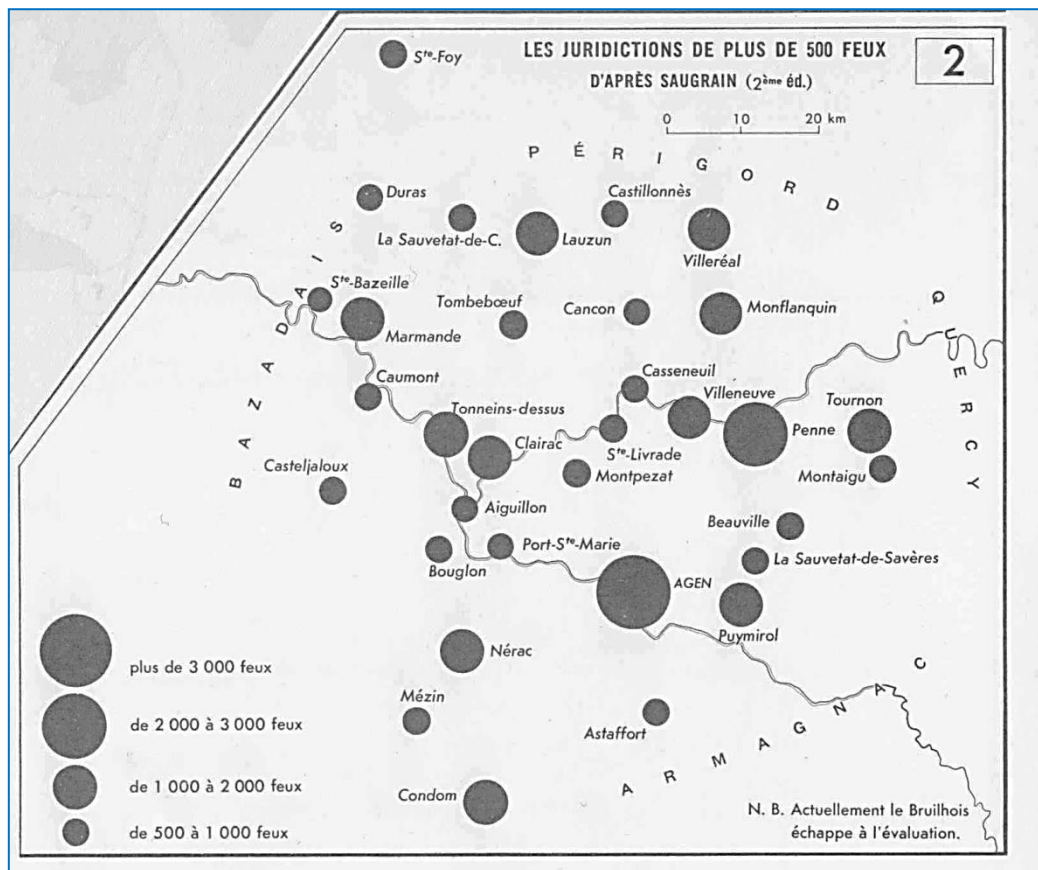 LES JURIDICTIONS DE PLUS DE 500 FEUX
D'APRÈS SAUGRAIN (2ème éd.)
2
0 10 20 km
Ste-Foy
PÉRIGORD
Duras
Castillonnès
La Sauvetat-de-C.
Lauzun
Villeréal
BAZADAIS
Ste-Bazeille
Marmande
Tombebœuf
Cancon
Monflanquin
QUERCY
Caumont
Casseneuil
Villeneuve
Tournon
Tonneins-dessus
Clairac
Penne
Ste-Livrade
Casteljaloux
Montpezat
Montaigu
Aiguillon
Beauville
Port-Ste-Marie
Bouglon
La Sauvetat-de-Savères
AGEN
Puymirol
Nérac
Mézin
Astaffort
ARMAGNAC
Condom
plus de 3 000 feux
de 2 000 à 3 000 feux
de 1 000 à 2 000 feux
de 500 à 1 000 feux
N. B. Actuellement le Bruilhois
échappe à l'évaluation.